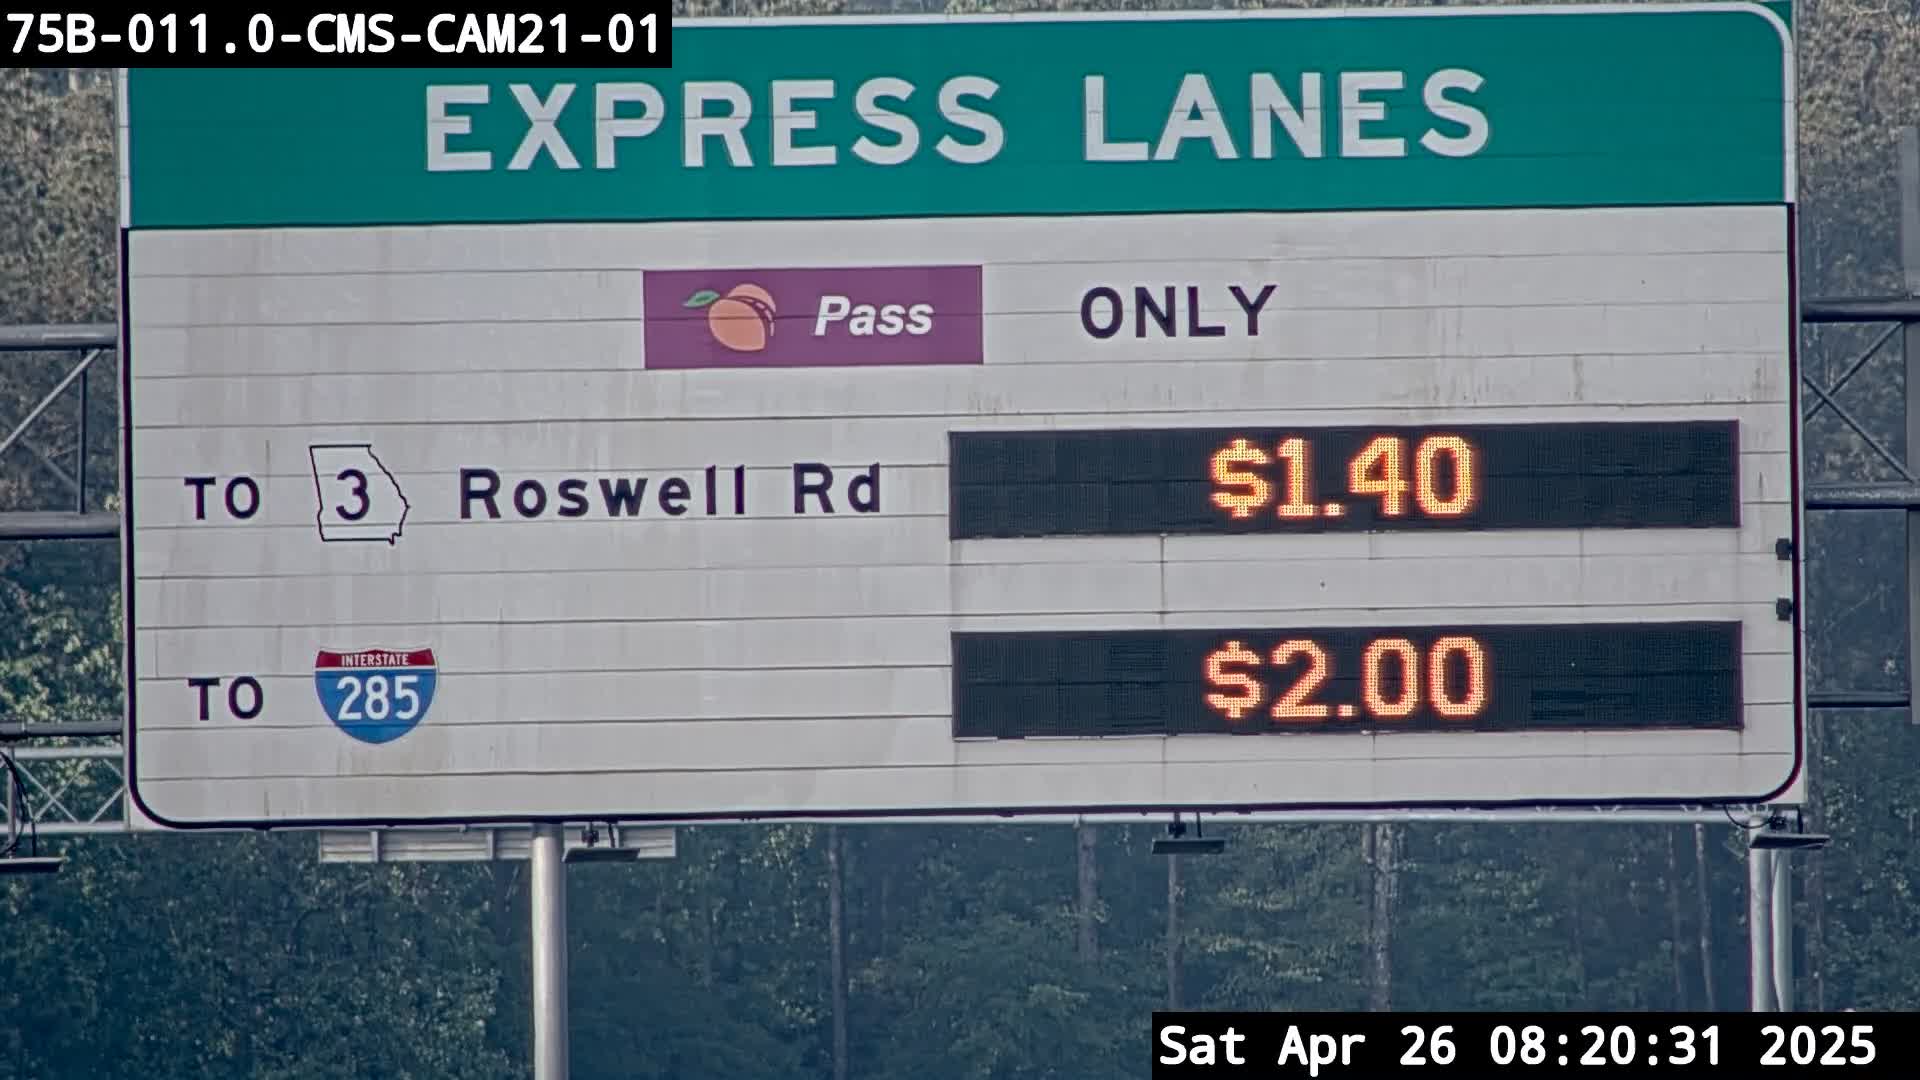 75B-011.0-CMS-CAM21-01
EXPRESS LANES
Pass ONLY
TO 3 Roswell Rd $1.40
INTERSTATE
TO 285 $2.00
Sat Apr 26 08:20:31 2025